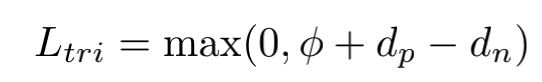 L_{tri} = max(0, ϕ + d_p − d_n)